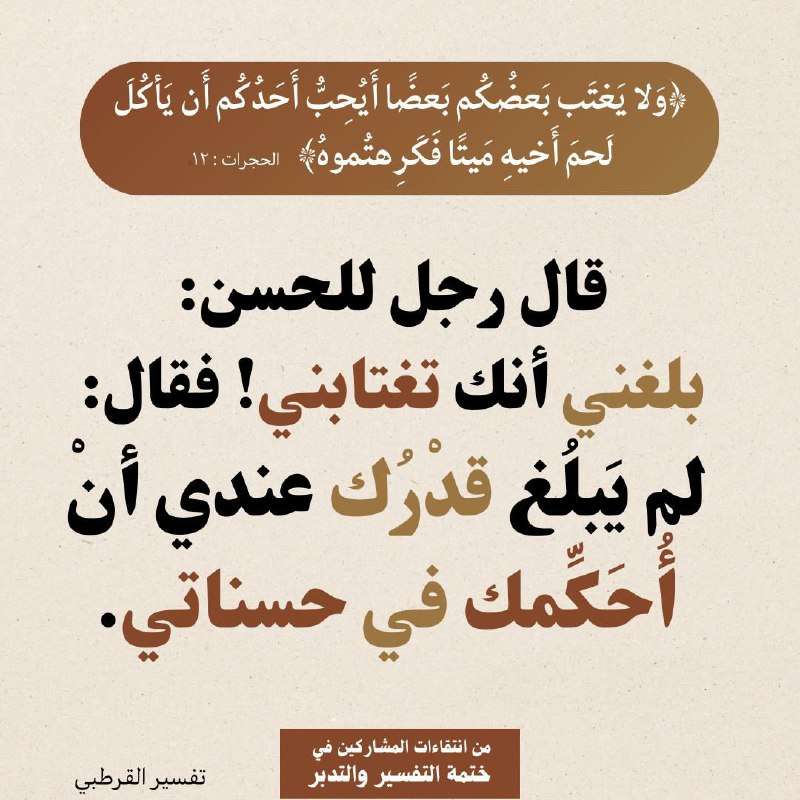 ﴿وَلا يَغتَب بَعضُكُم بَعضًا أَيُحِبُّ أَحَدُكُم أَن يَأكُلَ
لَحمَ أَخيهِ مَيتًا فَكَرِهتُموهُ﴾ الحجرات : ١٢
قال رجل للحسن:
بلغني أنك تغتابني! فقال:
لم يَبلُغ قدْرُك عندي أنْ
أُحَكِّمك في حسناتي.
من انتقاءات المشاركين في
ختمة التفسير والتدبر
تفسير القرطبي